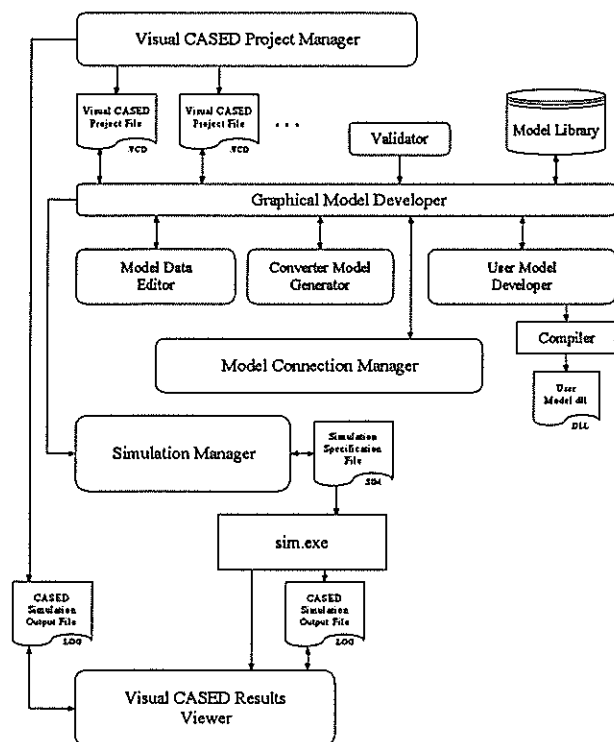 Visual CASED Project Manager
Visual CASED
Project File
.VCD
Visual CASED
Project File
.VCD
...
Validator
Model Library
Graphical Model Developer
Model Data
Editor
Converter Model
Generator
User Model
Developer
Compiler
Model Connection Manager
User
Model dll
.DLL
Simulation Manager
Simulation
Specification
File
.SIM
sim.exe
CASED
Simulation
Output File
.LOG
CASED
Simulation
Output File
.LOG
Visual CASED Results
Viewer